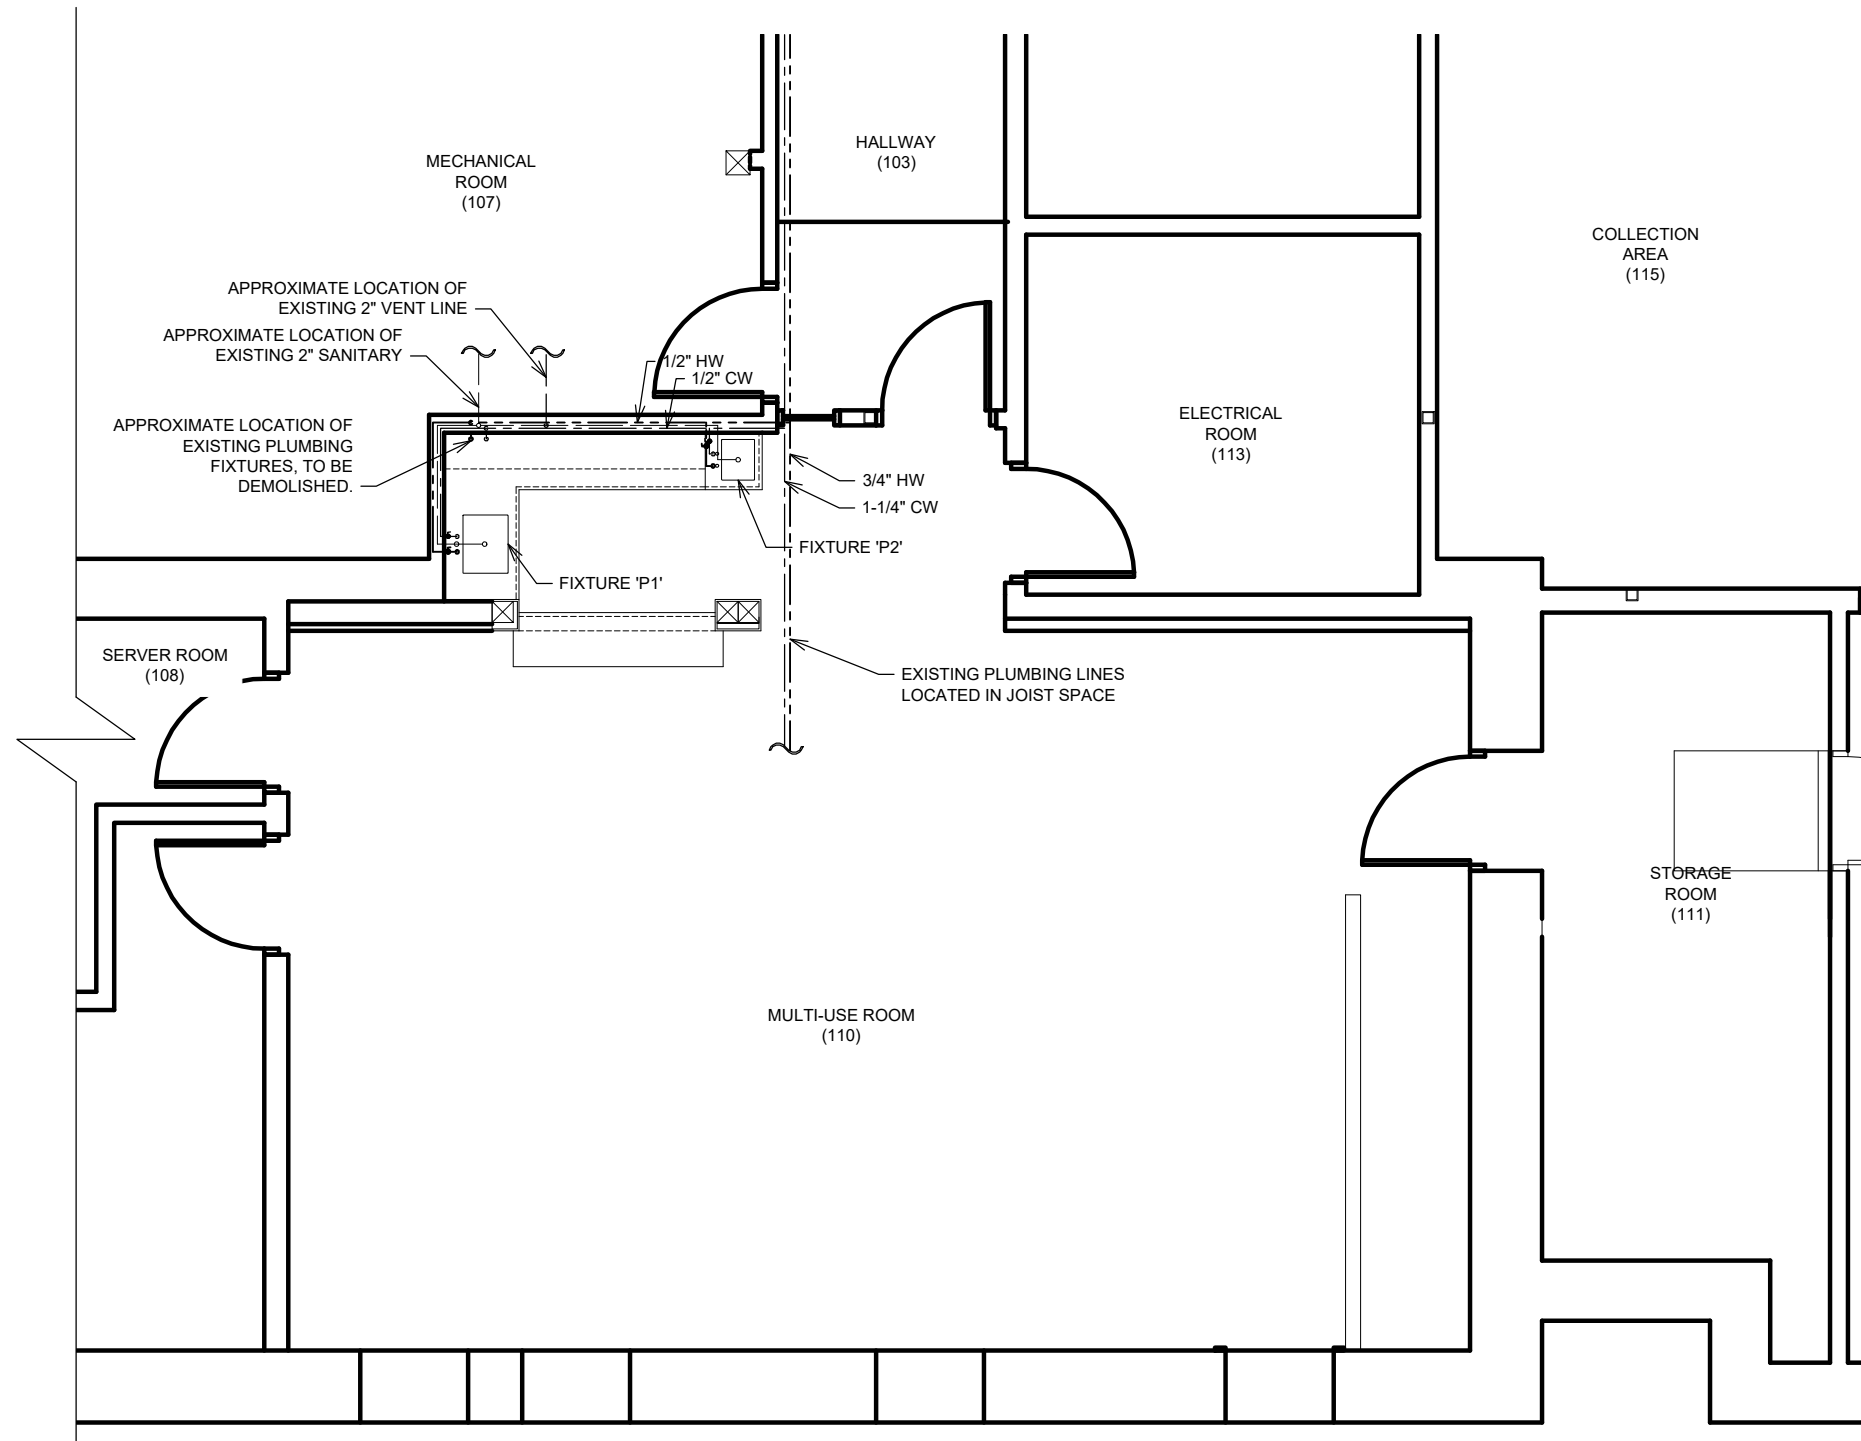 HALLWAY
(103)
MECHANICAL
ROOM
(107)
COLLECTION
AREA
(115)
APPROXIMATE LOCATION OF
EXISTING 2" VENT LINE
APPROXIMATE LOCATION OF
EXISTING 2" SANITARY
1/2" HW
1/2" CW
APPROXIMATE LOCATION OF
EXISTING PLUMBING
FIXTURES, TO BE
DEMOLISHED.
ELECTRICAL
ROOM
(113)
3/4" HW
1-1/4" CW
FIXTURE 'P2'
FIXTURE 'P1'
SERVER ROOM
(108)
EXISTING PLUMBING LINES
LOCATED IN JOIST SPACE
STORAGE
ROOM
(111)
MULTI-USE ROOM
(110)